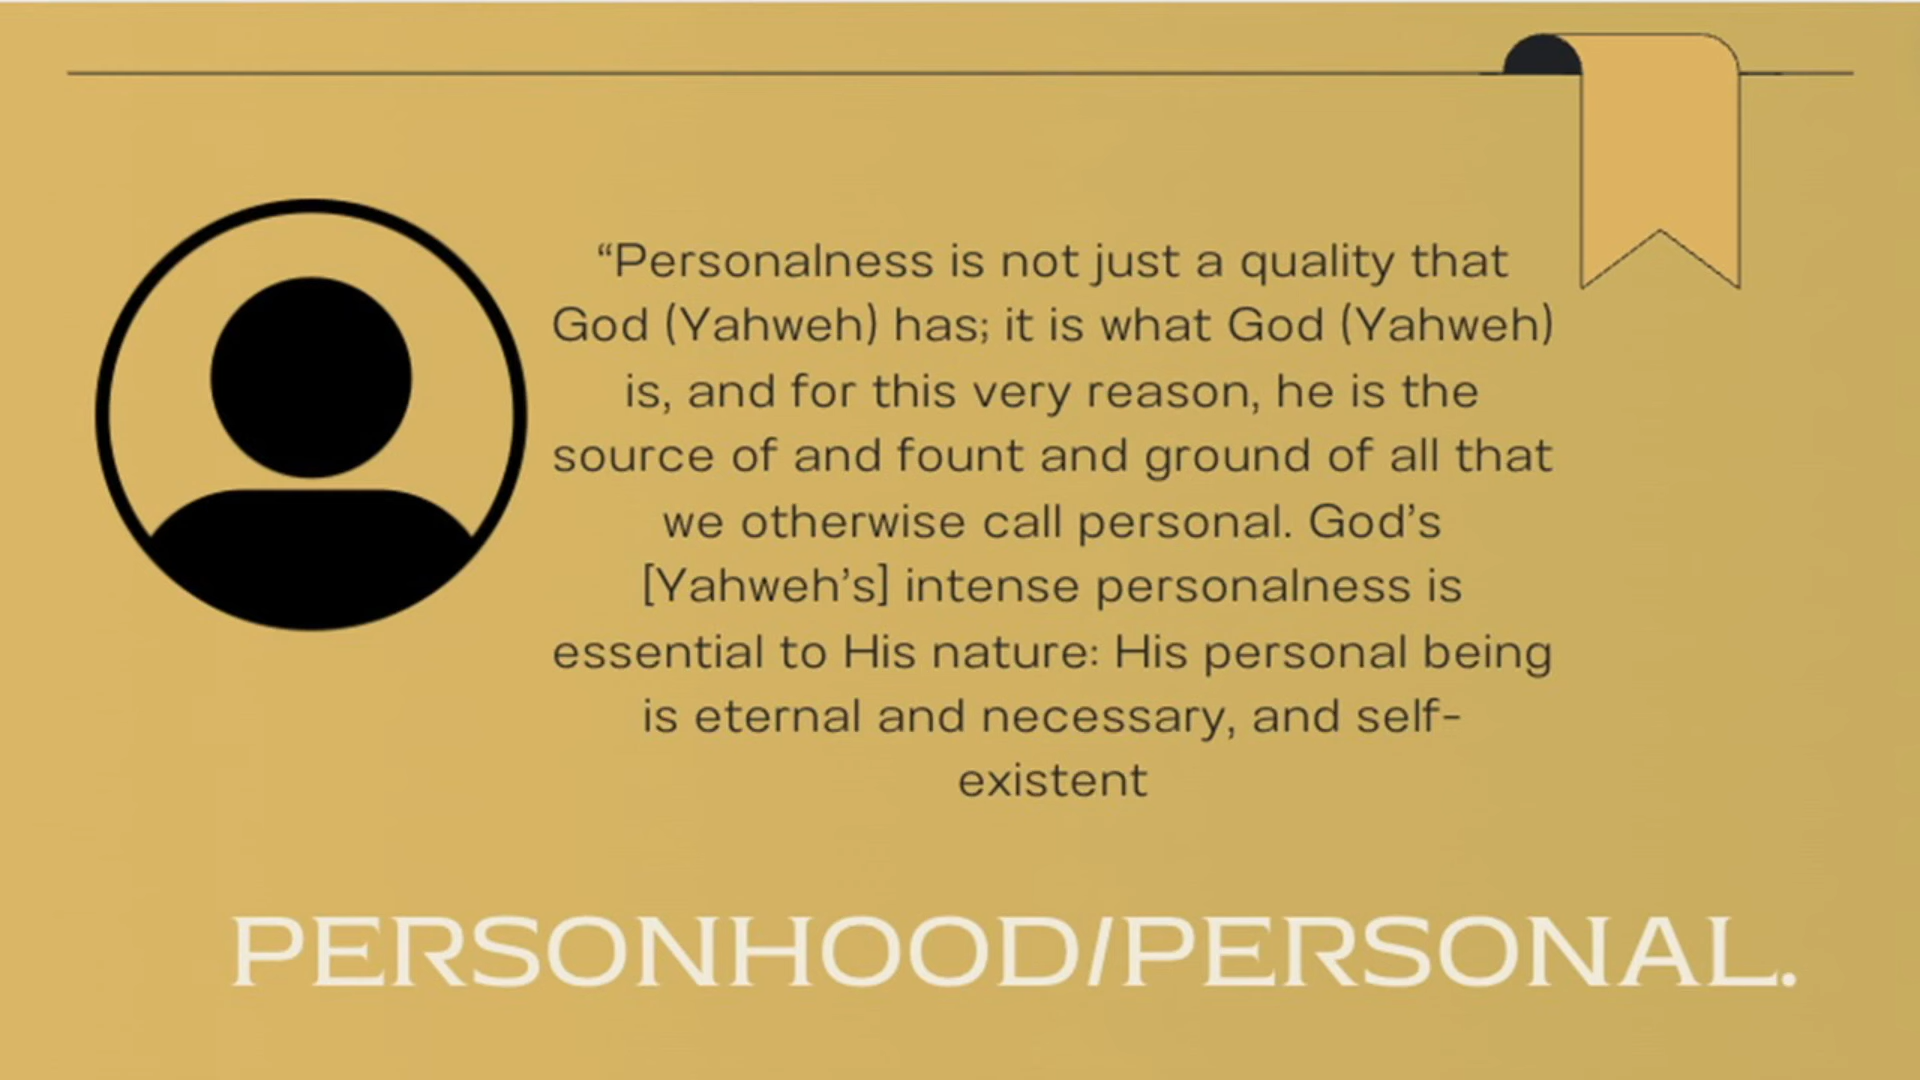 “Personalness is not just a quality that
God (Yahweh) has; it is what God (Yahweh)
is, and for this very reason, he is the
source of and fount and ground of all that
we otherwise call personal. God’s
[Yahweh’s] intense personalness is
essential to His nature: His personal being
is eternal and necessary, and self-
existent
PERSONHOOD/PERSONAL.